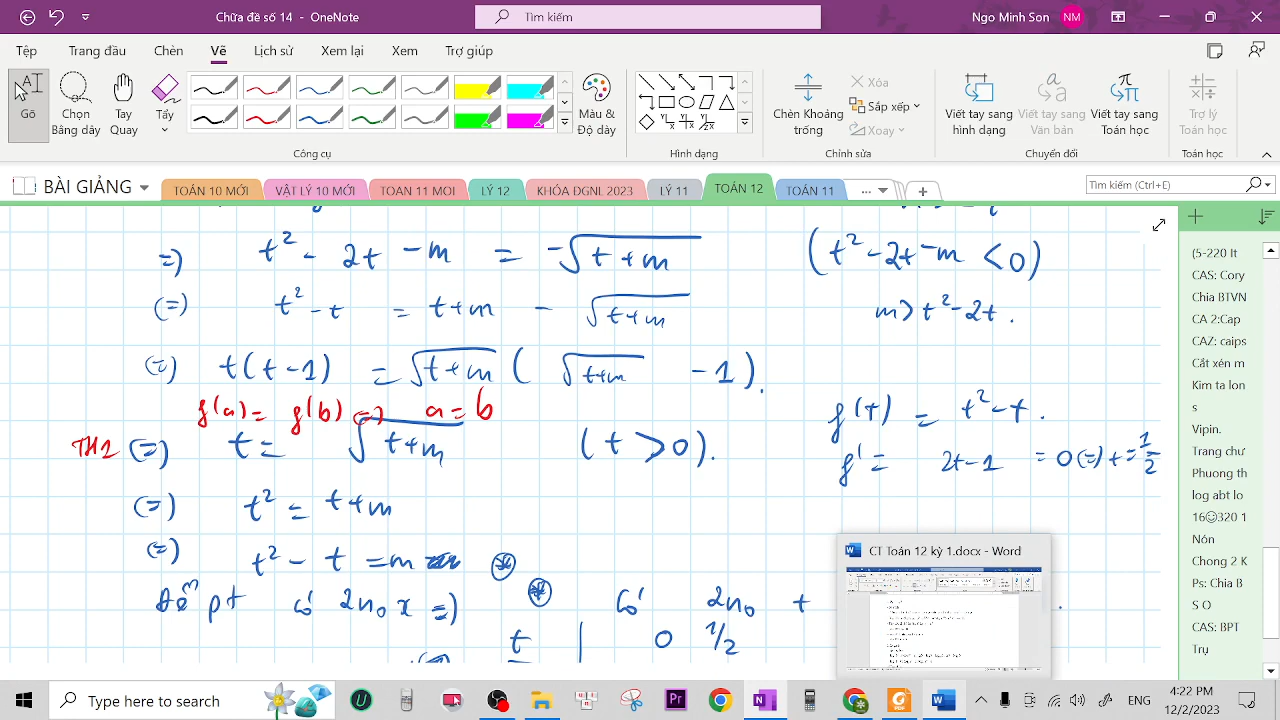 Chữa đề số 14 - OneNote
Tìm kiếm
Ngo Minh Son
NM
Tệp Trang đầu Chèn Vẽ Lịch sử Xem lại Xem Trợ giúp
Gõ
Chọn Bằng dây
Tay Quay
Tẩy
Màu & Độ dày
Chèn Khoảng trống
Xóa
Sắp xếp
Xoay
Viết tay sang hình dạng
Viết tay sang Văn bản
Viết tay sang Toán học
Trợ lý Toán học
Công cụ
Hình dạng
Chỉnh sửa
Chuyển đổi
Toán học
BÀI GIẢNG
TOÁN 10 MỚI
VẬT LÝ 10 MỚI
TOAN 11 MOI
LÝ 12
KHÓA ĐGNL 2023
LÝ 11
TOÁN 12
TOÁN 11
...
Tìm kiếm (Ctrl+E)
=) t² - 2t - m = -√(t+m) (t² - 2t - m < 0)
(=) t² - t = t+m - √(t+m) m > t² - 2t.
(=) t(t-1) = √(t+m) ( √(t+m) - 1 ).
f(a) = f(b) (=) a = b
f(t) = t² - t.
TH1 (=) t = √(t+m) (t > 0).
f' = 2t - 1 = 0 (=) t = 1/2
(=) t² = t+m
(=) t² - t = m ⊛
Để pt có 2n₀ x =) ⊛ có 2n₀ t
t | 0 1/2
CT Toán 12 kỳ 1.docx - Word
(5-220 lt
CAS: Cory
Chia BTVN
CA 2:Cap
CAZ: caips
Cắt xén m
Kim ta lon
s
Vipin.
Trang chư
Phuong th
log abt lo
16☺320 1
Nón
Chong 2 K
Ps: Chia B
S O
CAS: BPT
Trụ
Type here to search
ENG
4:22 PM
12/2/2023